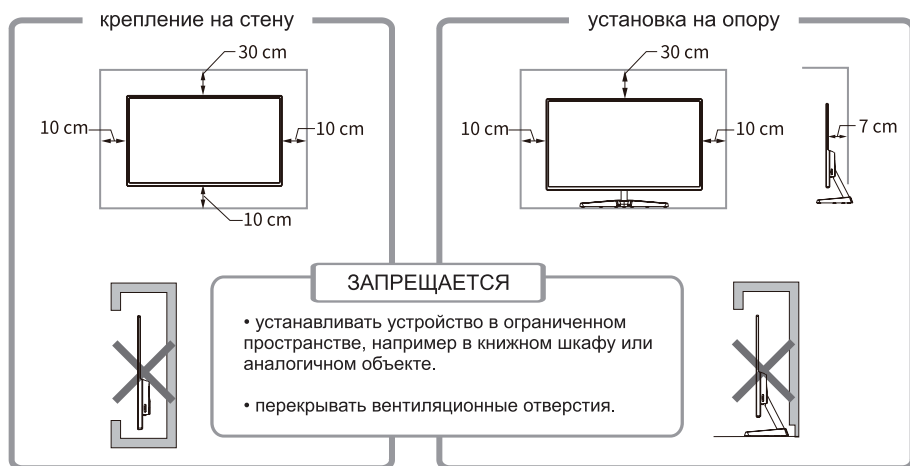 крепление на стену
30 cm
10 cm
10 cm
10 cm
установка на опору
30 cm
10 cm
10 cm
7 cm
ЗАПРЕЩАЕТСЯ
• устанавливать устройство в ограниченном
пространстве, например в книжном шкафу или
аналогичном объекте.
• перекрывать вентиляционные отверстия.